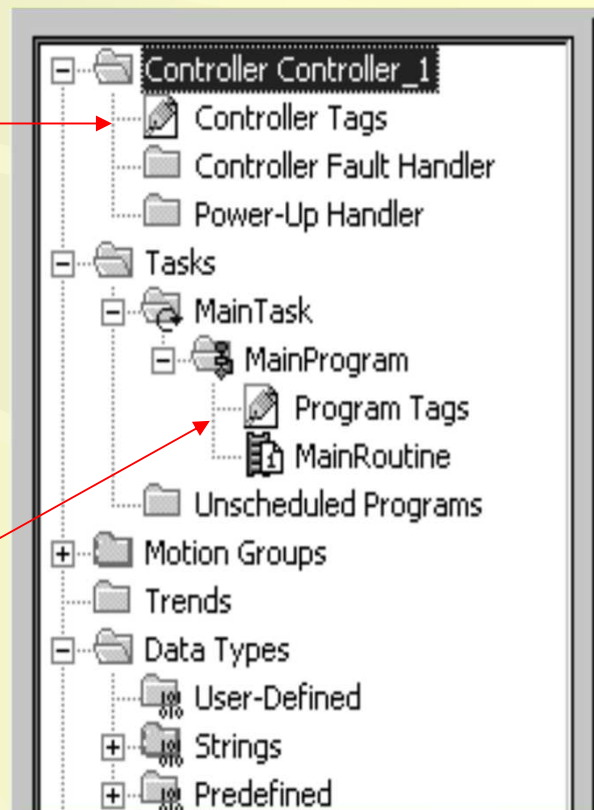 Controller Controller_1
Controller Tags
Controller Fault Handler
Power-Up Handler
Tasks
MainTask
MainProgram
Program Tags
MainRoutine
Unscheduled Programs
Motion Groups
Trends
Data Types
User-Defined
Strings
Predefined